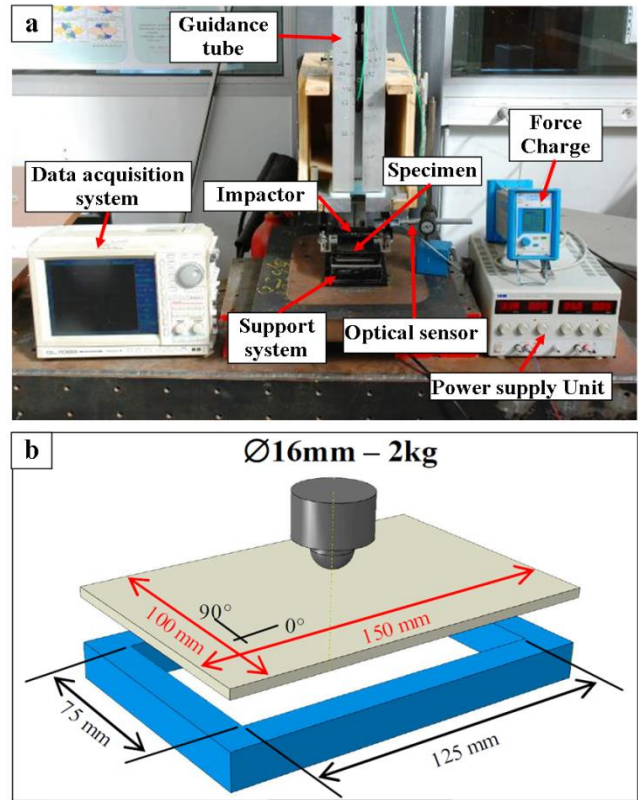 a
Guidance
tube
Force
Charge
Data acquisition
system
Impactor
Specimen
Support
system
Optical sensor
Power supply Unit
b
Ø16mm – 2kg
90°
0°
100 mm
150 mm
75 mm
125 mm